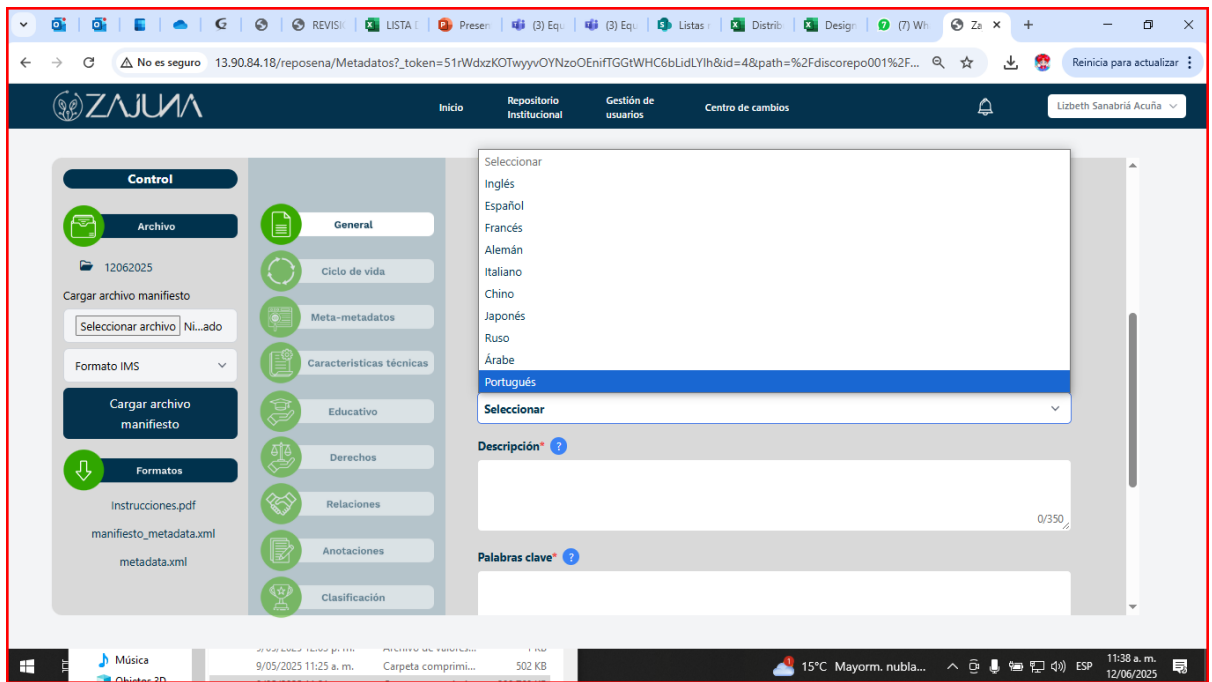 REVISIO
LISTA D
Presen
(3) Equ
(3) Equ
Listas r
Distrib
Design
(7) Wh
Za
No es seguro
13.90.84.18/reposena/Metadatos?_token=51rWdxzKOTwyyvOYNzoOEnifTGGtWHC6bLidLYlh&id=4&path=%2Fdiscorepo001%2F...
Reinicia para actualizar
ZAJUNA
Inicio
Repositorio
Institucional
Gestión de
usuarios
Centro de cambios
Lizbeth Sanabriá Acuña
Control
Archivo
12062025
Cargar archivo manifiesto
Seleccionar archivo Ni...ado
Formato IMS
Cargar archivo
manifiesto
Formatos
Instrucciones.pdf
manifiesto_metadata.xml
metadata.xml
General
Ciclo de vida
Meta-metadatos
Características técnicas
Educativo
Derechos
Relaciones
Anotaciones
Clasificación
Seleccionar
Inglés
Español
Francés
Alemán
Italiano
Chino
Japonés
Ruso
Árabe
Portugués
Seleccionar
Descripción* ?
0/350
Palabras clave* ?
Música
Objetos 3D
9/05/2025 11:25 a. m. Carpeta comprimi... 502 KB
15°C Mayorm. nubla...
ESP
11:38 a. m.
12/06/2025